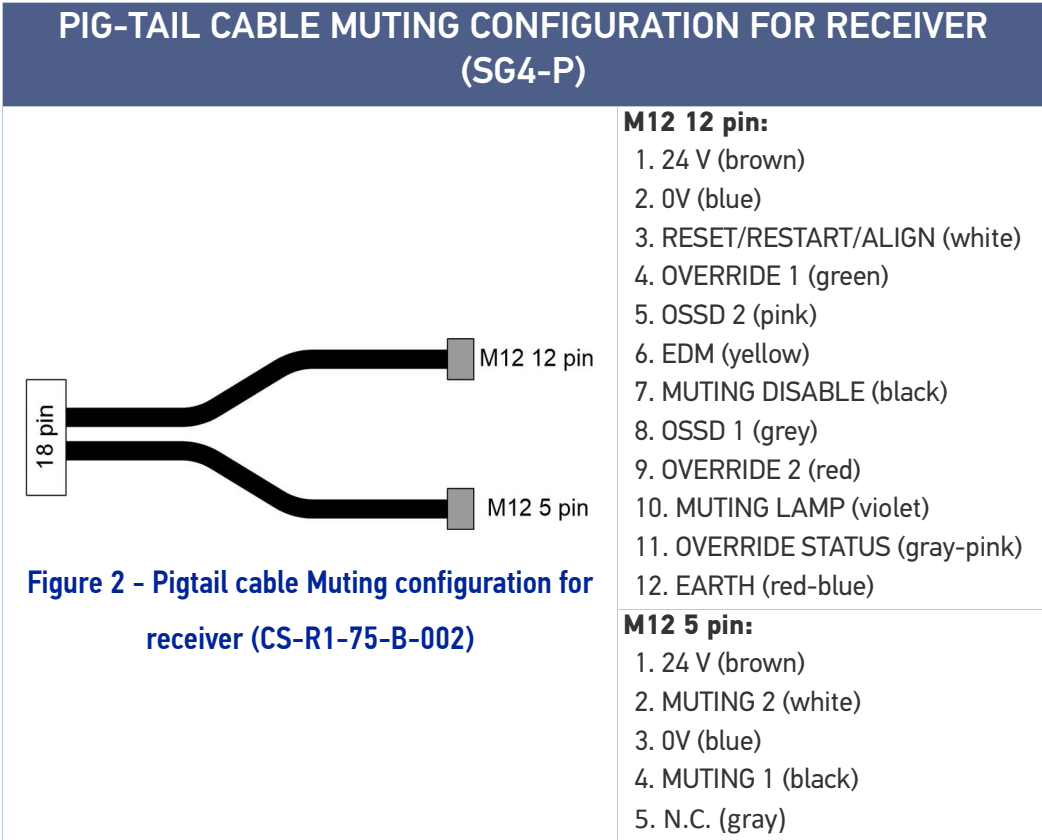 PIG-TAIL CABLE MUTING CONFIGURATION FOR RECEIVER
(SG4-P)
18 pin
M12 12 pin
M12 5 pin
Figure 2 - Pigtail cable Muting configuration for
receiver (CS-R1-75-B-002)
M12 12 pin:
1. 24 V (brown)
2. 0V (blue)
3. RESET/RESTART/ALIGN (white)
4. OVERRIDE 1 (green)
5. OSSD 2 (pink)
6. EDM (yellow)
7. MUTING DISABLE (black)
8. OSSD 1 (grey)
9. OVERRIDE 2 (red)
10. MUTING LAMP (violet)
11. OVERRIDE STATUS (gray-pink)
12. EARTH (red-blue)
M12 5 pin:
1. 24 V (brown)
2. MUTING 2 (white)
3. 0V (blue)
4. MUTING 1 (black)
5. N.C. (gray)